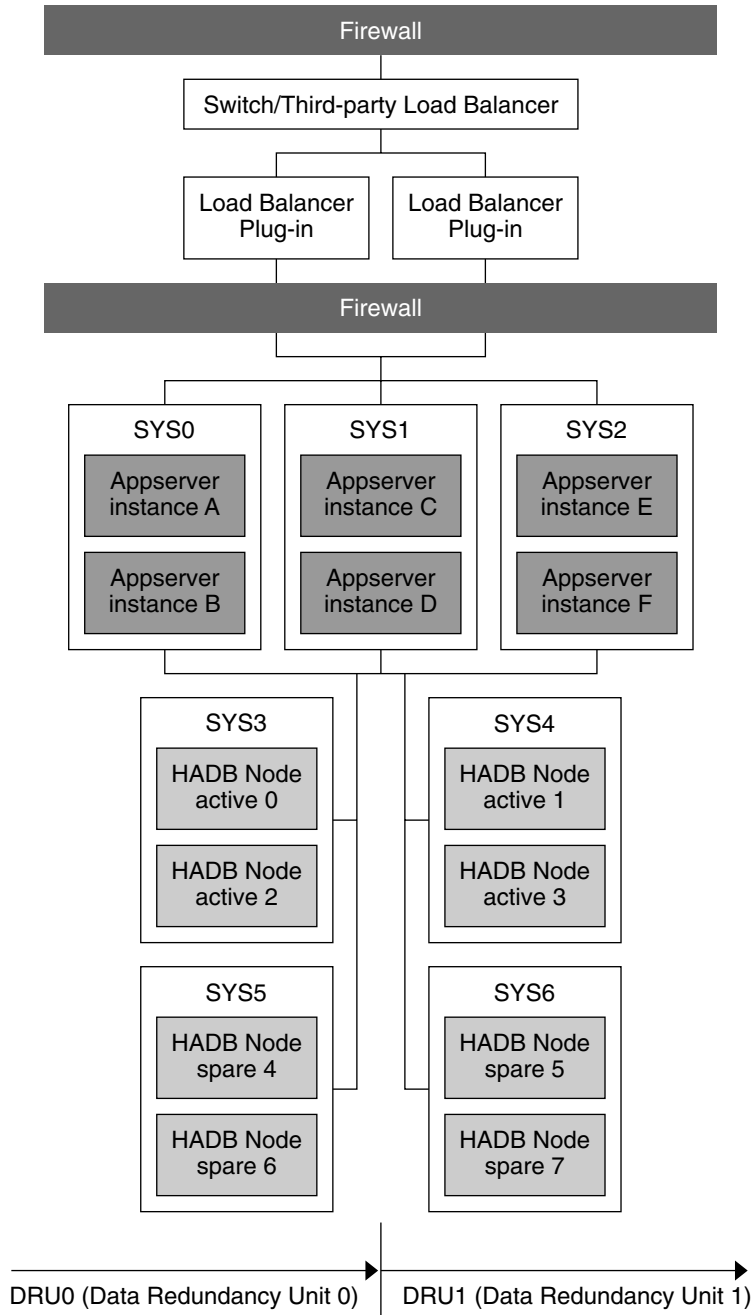 Firewall
Switch/Third-party Load Balancer
Load Balancer
Plug-in
Load Balancer
Plug-in
Firewall
SYS0
Appserver
instance A
Appserver
instance B
SYS1
Appserver
instance C
Appserver
instance D
SYS2
Appserver
instance E
Appserver
instance F
SYS3
HADB Node
active 0
HADB Node
active 2
SYS4
HADB Node
active 1
HADB Node
active 3
SYS5
HADB Node
spare 4
HADB Node
spare 6
SYS6
HADB Node
spare 5
HADB Node
spare 7
DRU0 (Data Redundancy Unit 0)
DRU1 (Data Redundancy Unit 1)